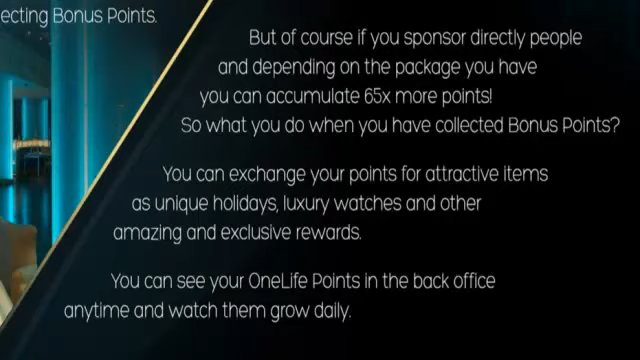 ecting Bonus Points.
But of course if you sponsor directly people
and depending on the package you have
you can accumulate 65x more points!
So what you do when you have collected Bonus Points?
You can exchange your points for attractive items
as unique holidays, luxury watches and other
amazing and exclusive rewards.
You can see your OneLife Points in the back office
anytime and watch them grow daily.